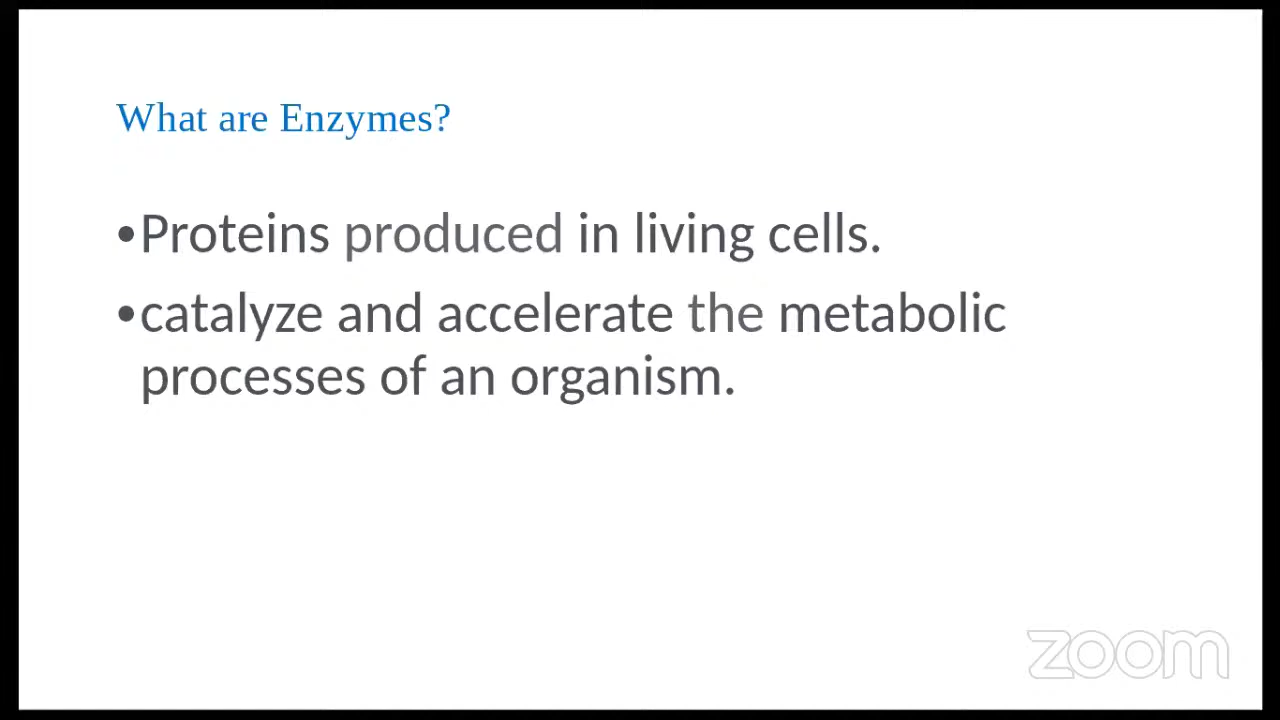 What are Enzymes?
•Proteins produced in living cells.
•catalyze and accelerate the metabolic
processes of an organism.
zoom